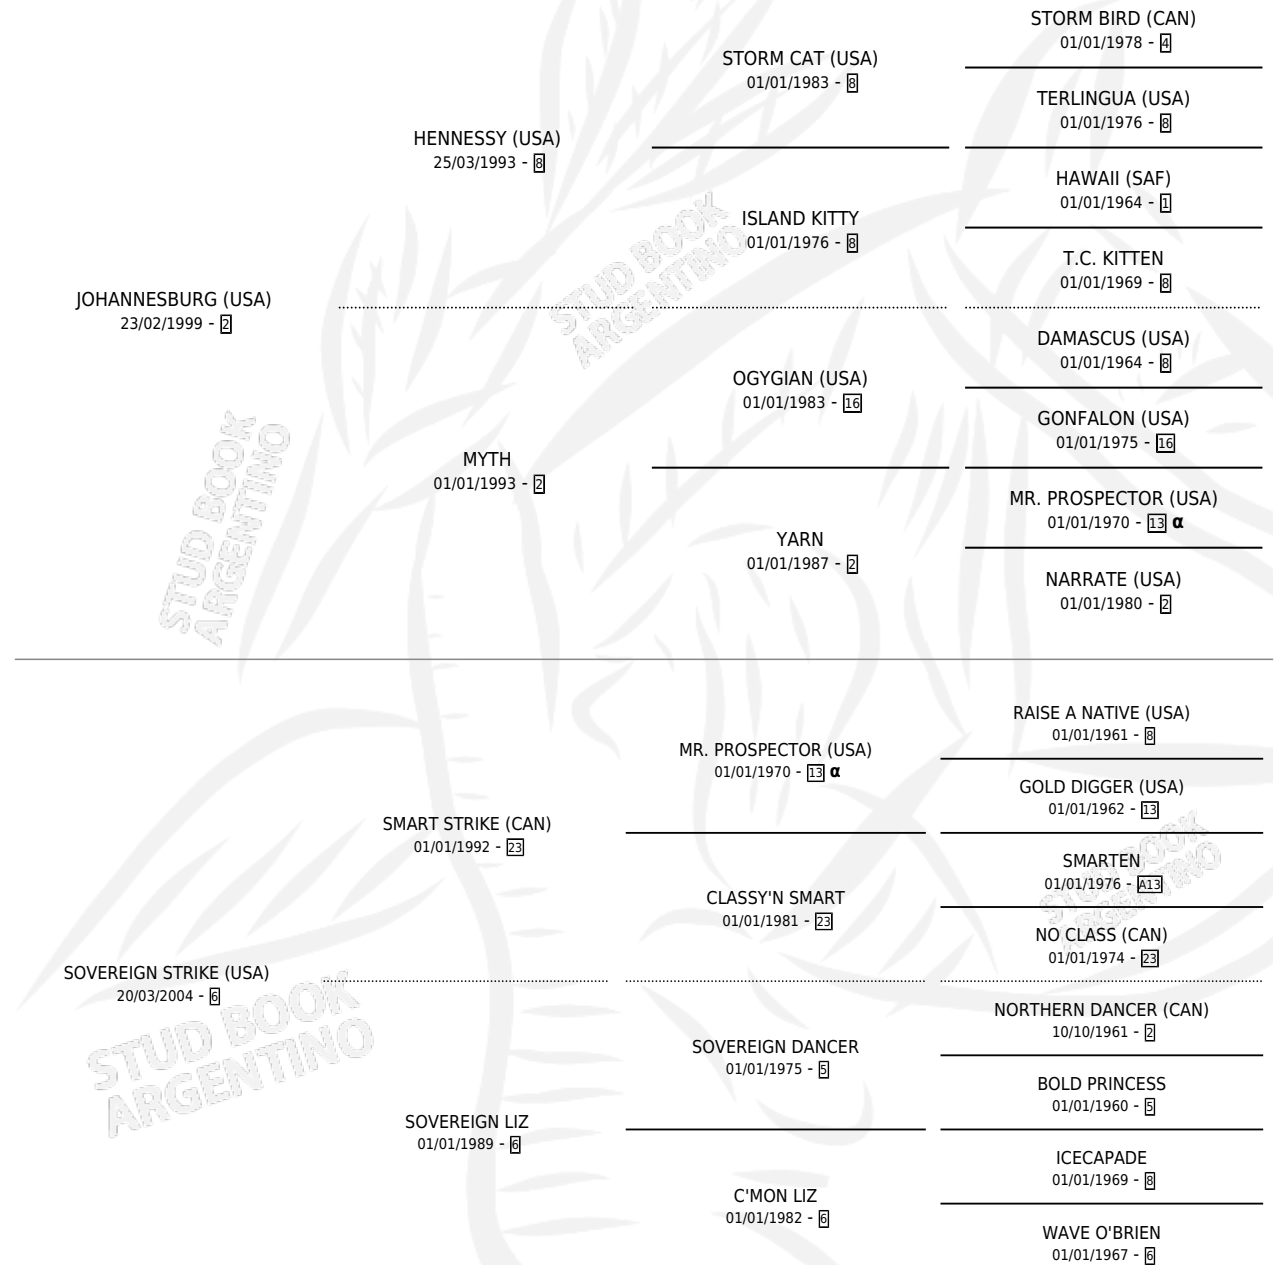 STORM BIRD (CAN)
01/01/1978 - 4
STORM CAT (USA)
01/01/1983 - 8
TERLINGUA (USA)
01/01/1976 - 8
HENNESSY (USA)
25/03/1993 - 8
HAWAII (SAF)
01/01/1964 - 1
ISLAND KITTY
01/01/1976 - 8
T.C. KITTEN
01/01/1969 - 8
JOHANNESBURG (USA)
23/02/1999 - 2
DAMASCUS (USA)
01/01/1964 - 8
OGYGIAN (USA)
01/01/1983 - 16
GONFALON (USA)
01/01/1975 - 16
MYTH
01/01/1993 - 2
MR. PROSPECTOR (USA)
01/01/1970 - 13 α
YARN
01/01/1987 - 2
NARRATE (USA)
01/01/1980 - 2
STUD BOOK
ARGENTINO
STUD BOOK
ARGENTINO
RAISE A NATIVE (USA)
01/01/1961 - 8
MR. PROSPECTOR (USA)
01/01/1970 - 13 α
GOLD DIGGER (USA)
01/01/1962 - 13
SMART STRIKE (CAN)
01/01/1992 - 23
SMARTEN
01/01/1976 - A13
CLASSY'N SMART
01/01/1981 - 23
NO CLASS (CAN)
01/01/1974 - 23
STUD BOOK
ARGENTINO
SOVEREIGN STRIKE (USA)
20/03/2004 - 6
NORTHERN DANCER (CAN)
10/10/1961 - 2
SOVEREIGN DANCER
01/01/1975 - 5
BOLD PRINCESS
01/01/1960 - 5
SOVEREIGN LIZ
01/01/1989 - 6
ICECAPADE
01/01/1969 - 8
C'MON LIZ
01/01/1982 - 6
WAVE O'BRIEN
01/01/1967 - 6
STUD BOOK
ARGENTINO